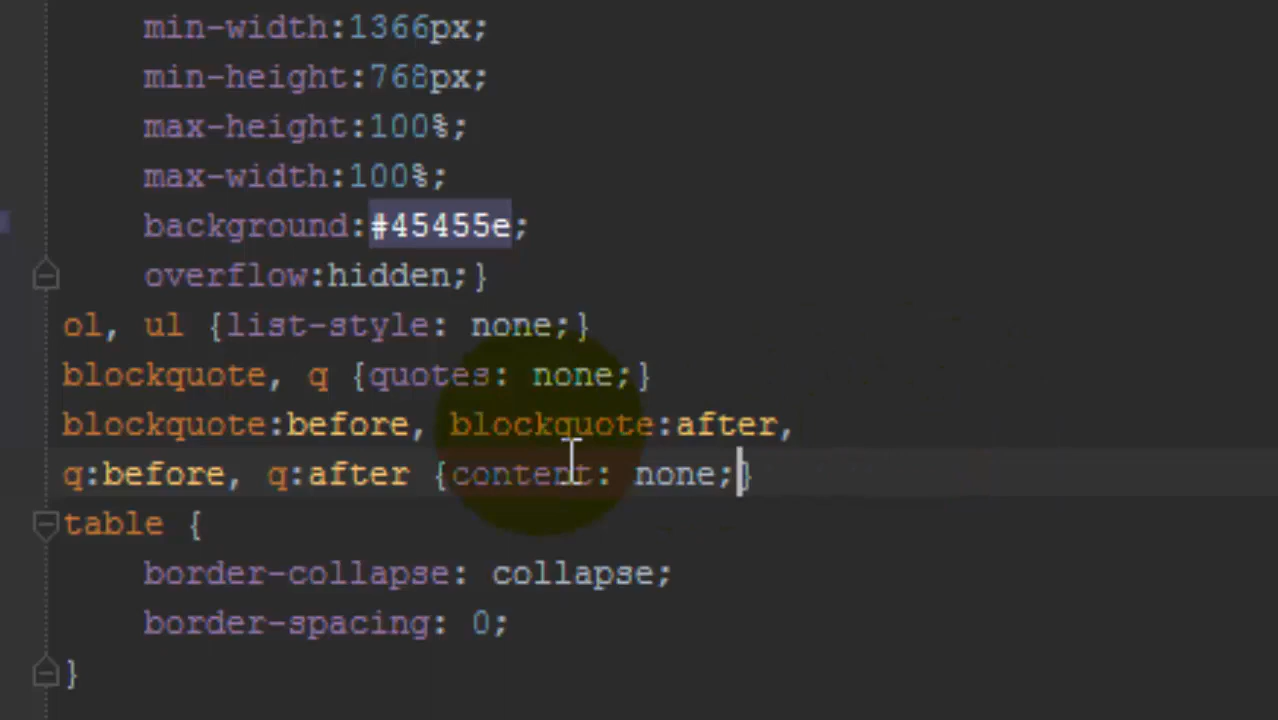 min-width:1366px;
min-height:768px;
max-height:100%;
max-width:100%;
background:#45455e;
overflow:hidden;}
ol, ul {list-style: none;}
blockquote, q {quotes: none;}
blockquote:before, blockquote:after,
q:before, q:after {content: none;}
table {
border-collapse: collapse;
border-spacing: 0;
}